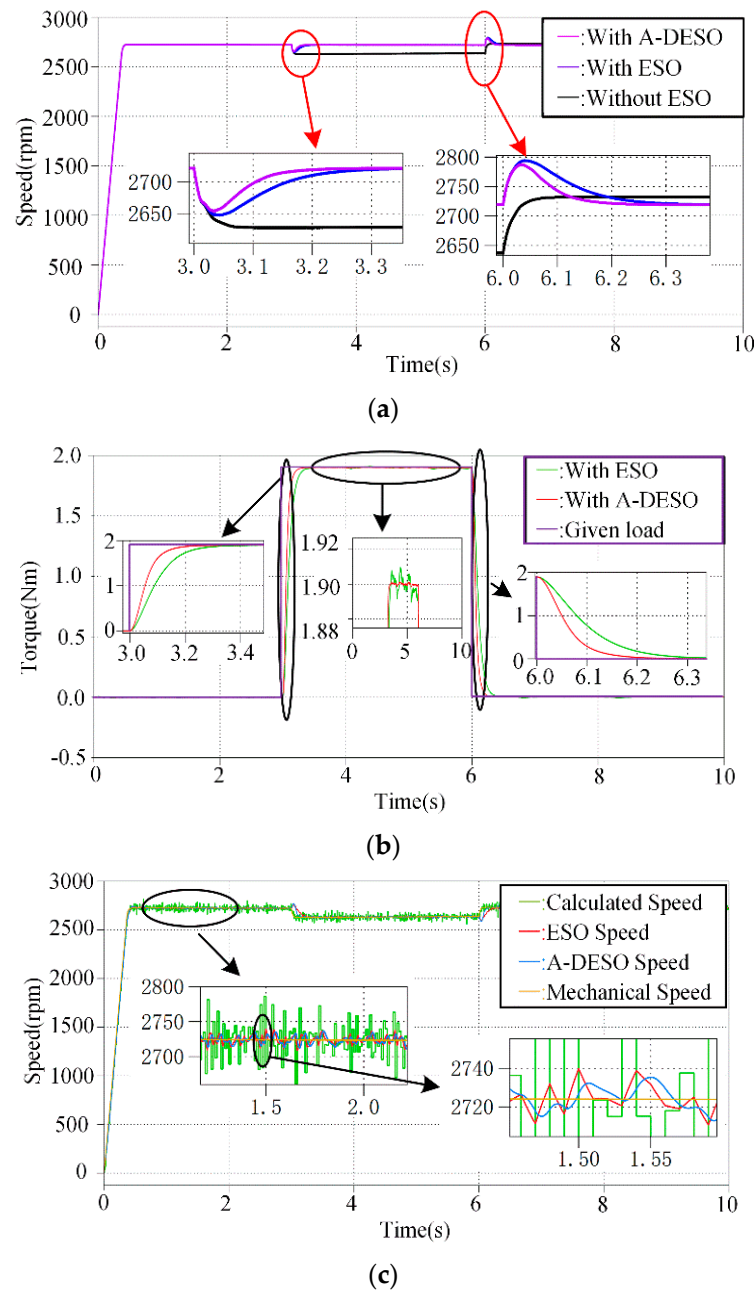 3000
2500
2000
1500
1000
500
0
Speed(rpm)
:With A-DESO
:With ESO
:Without ESO
2700
2650
3.0 3.1 3.2 3.3
2800
2750
2700
2650
6.0 6.1 6.2 6.3
0 2 4 6 8 10
Time(s)
(a)
2.0
1.5
1.0
0.5
0.0
-0.5
Torque(Nm)
:With ESO
:With A-DESO
:Given load
2
1
0
3.0 3.2 3.4
1.92
1.90
1.88
0 5 10
2
1
0
6.0 6.1 6.2 6.3
0 2 4 6 8 10
Time(s)
(b)
3000
2500
2000
1500
1000
500
0
Speed(rpm)
:Calculated Speed
:ESO Speed
:A-DESO Speed
:Mechanical Speed
2800
2750
2700
1.5 2.0
2740
2720
1.50 1.55
0 2 4 6 8 10
Time(s)
(c)